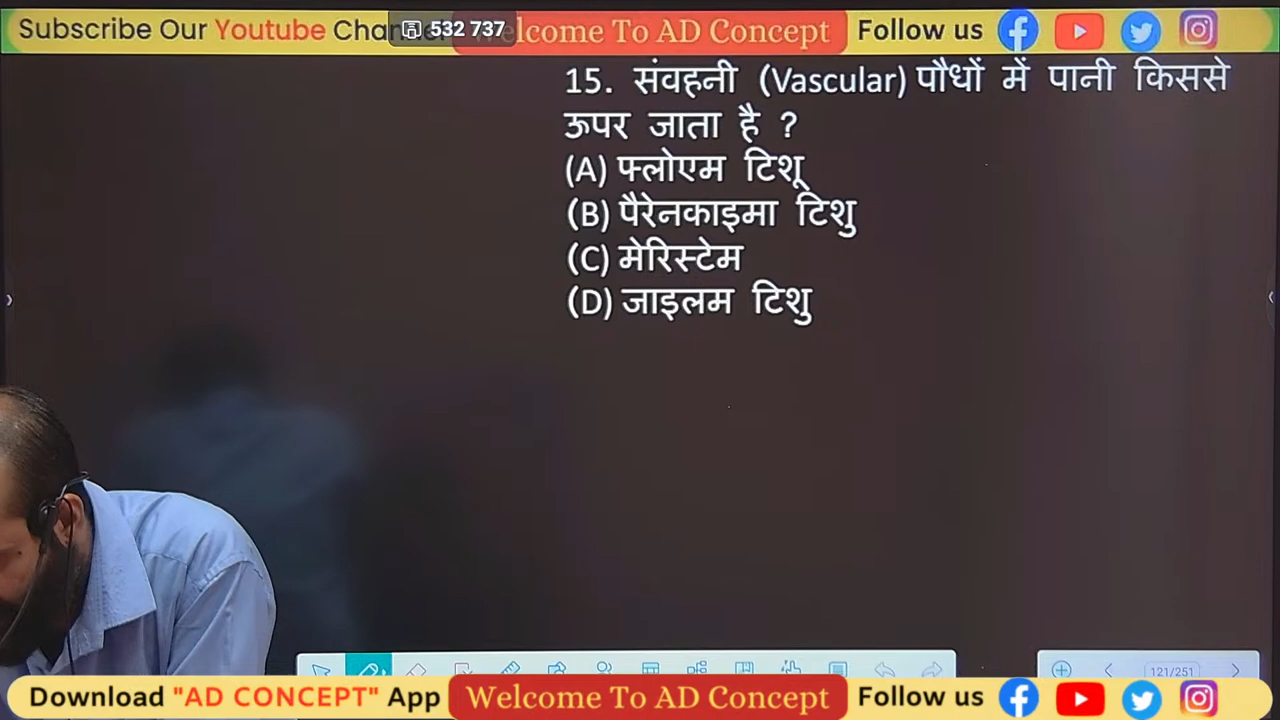 Subscribe Our Youtube Cha
532 737
lcome To AD Concept
Follow us
15. संवहनी (Vascular) पौधों में पानी किससे
ऊपर जाता है ?
(A) फ्लोएम टिशू
(B) पैरेनकाइमा टिशु
(C) मेरिस्टेम
(D) जाइलम टिशु
121/251
Download "AD CONCEPT" App
Welcome To AD Concept
Follow us